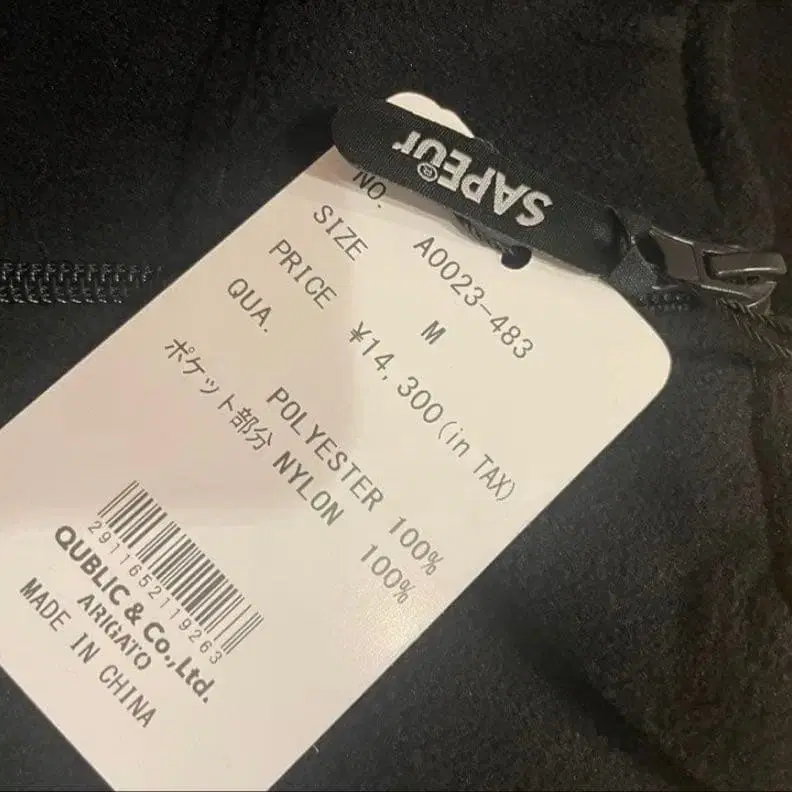 SAPEur®
NO. A0023-483
SIZE M
PRICE ¥14,300(in TAX)
QUA.
POLYESTER 100%
ポケット部分 NYLON 100%
2911652119263
QUBLIC & Co.,Ltd.
ARIGATO
MADE IN CHINA